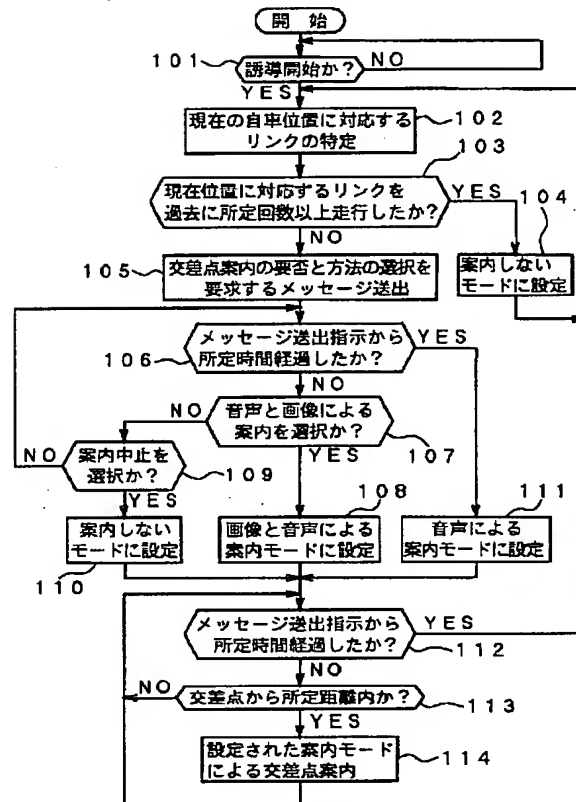 開 始
101
誘導開始か?
NO
YES
現在の自車位置に対応する
リンクの特定
102
103
現在位置に対応するリンクを
過去に所定回数以上走行したか?
YES
NO
104
案内しない
モードに設定
105
交差点案内の要否と方法の選択を
要求するメッセージ送出
メッセージ送出指示から
所定時間経過したか?
YES
106
NO
NO
音声と画像による
案内を選択か?
107
NO
案内中止を
選択か?
109
YES
YES
108
111
案内しない
モードに設定
110
画像と音声による
案内モードに設定
音声による
案内モードに設定
メッセージ送出指示から
所定時間経過したか?
YES
112
NO
NO
交差点から所定距離内か?
113
YES
設定された案内モード
による交差点案内
114